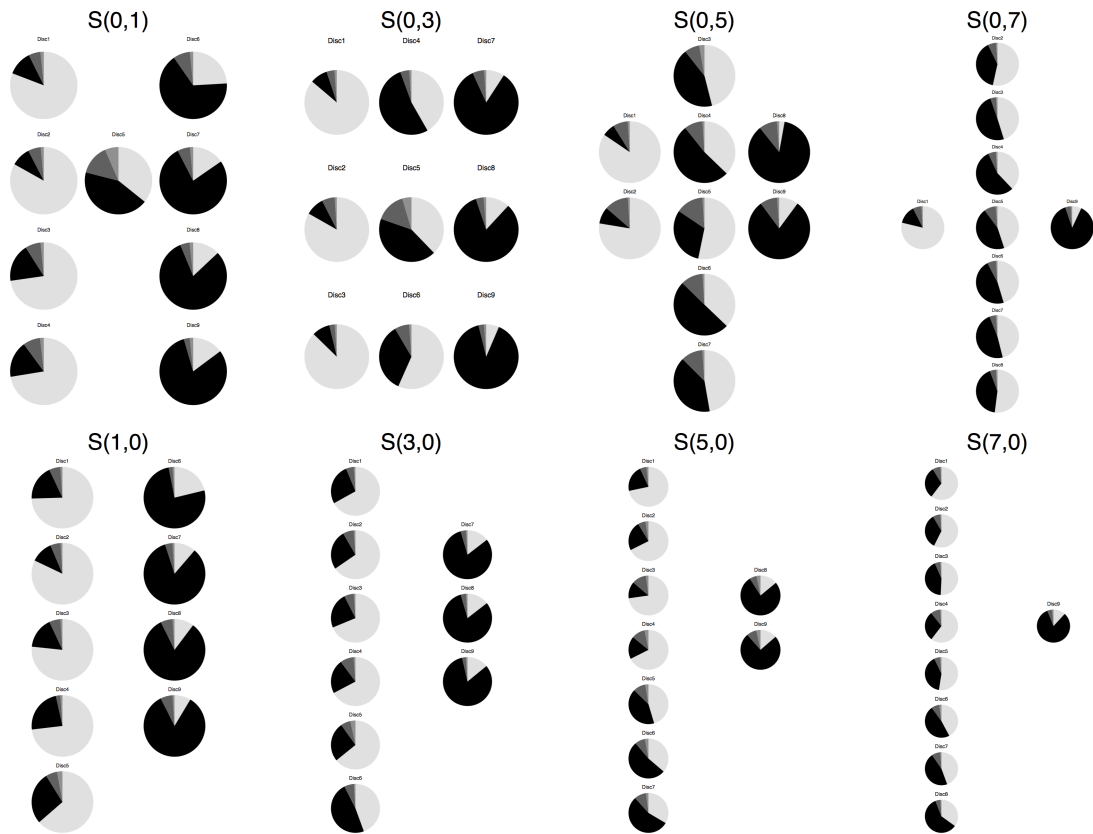 S(0,1)
Disc1
Disc6
Disc2
Disc5
Disc7
Disc3
Disc8
Disc4
Disc9
S(0,3)
Disc1
Disc4
Disc7
Disc2
Disc5
Disc8
Disc3
Disc6
Disc9
S(0,5)
Disc3
Disc1
Disc4
Disc8
Disc2
Disc5
Disc9
Disc6
Disc7
S(0,7)
Disc2
Disc3
Disc4
Disc1
Disc5
Disc9
Disc6
Disc7
Disc8
S(1,0)
Disc1
Disc6
Disc2
Disc7
Disc3
Disc8
Disc4
Disc9
Disc5
S(3,0)
Disc1
Disc2
Disc7
Disc3
Disc8
Disc4
Disc9
Disc5
Disc6
S(5,0)
Disc1
Disc2
Disc3
Disc8
Disc4
Disc9
Disc5
Disc6
Disc7
S(7,0)
Disc1
Disc2
Disc3
Disc4
Disc9
Disc5
Disc6
Disc7
Disc8